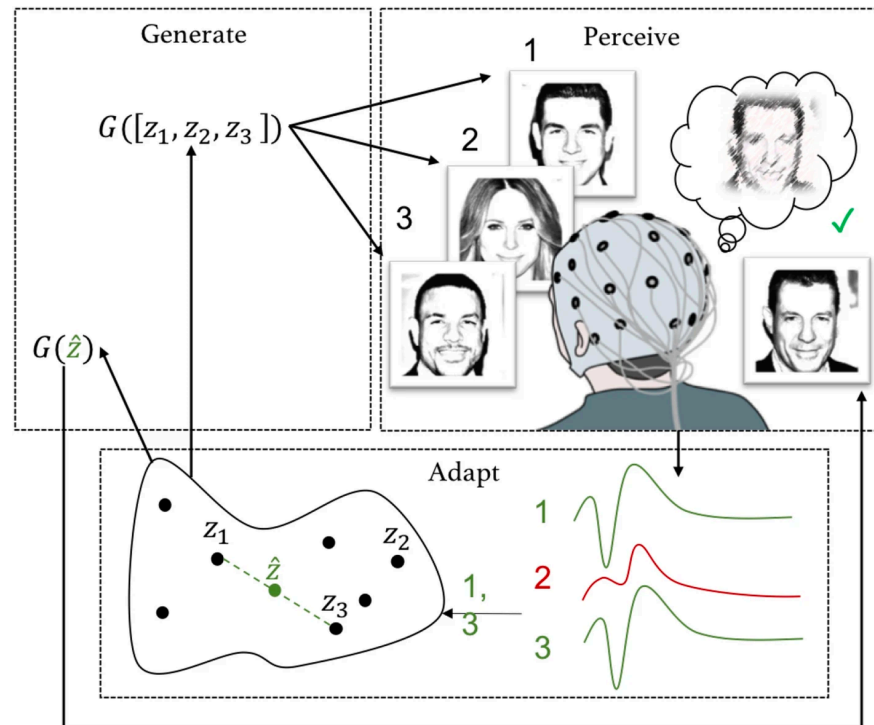 Generate
Perceive
1
G([z₁, z₂, z₃ ])
2
3
G(ẑ)
✓
Adapt
z₁
z₂
ẑ
z₃
1
2
3
1,
3